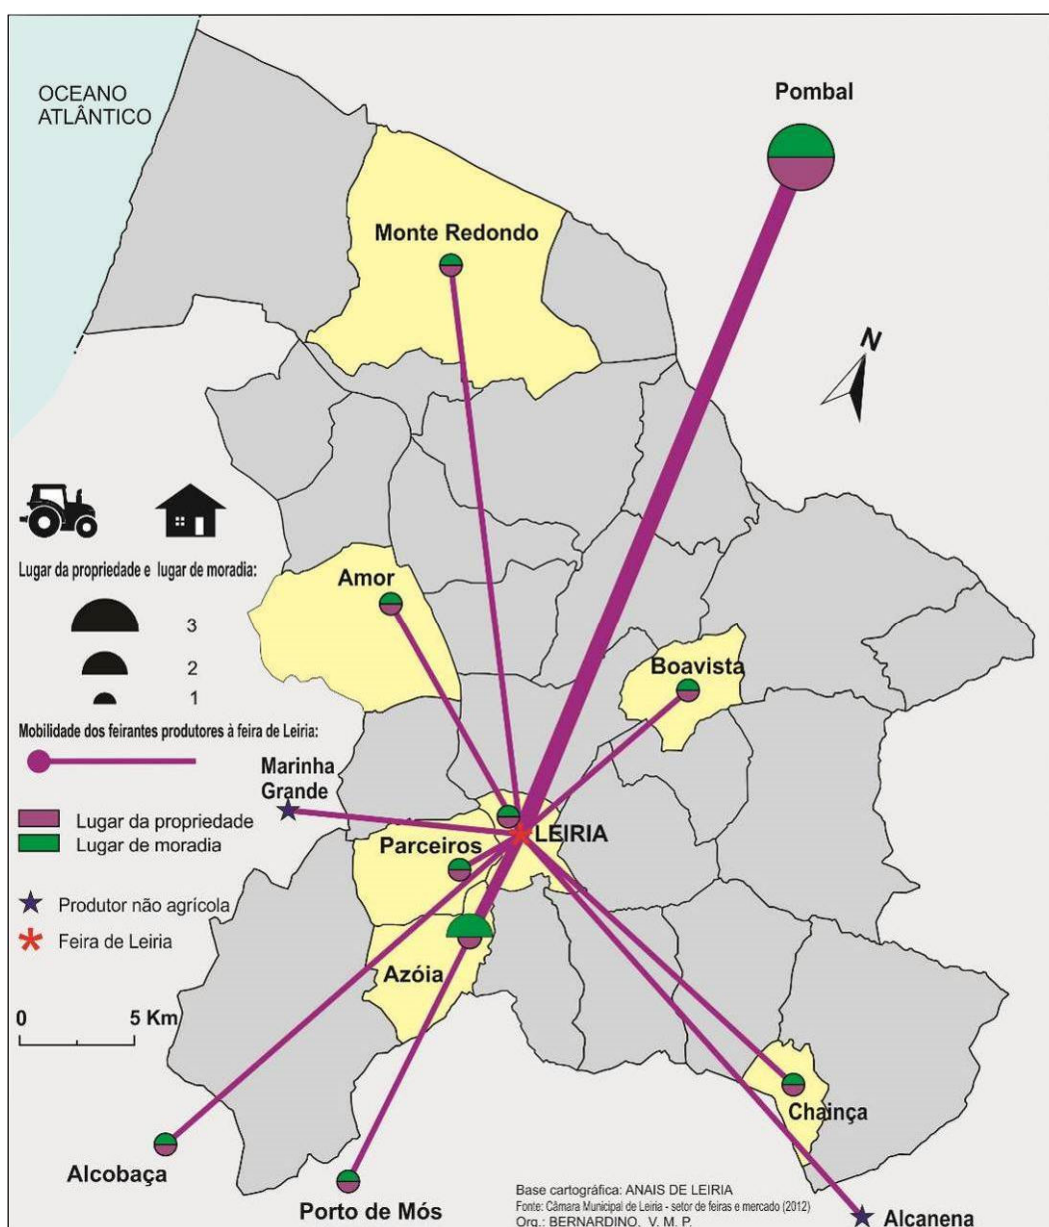 OCEANO
ATLÂNTICO
Pombal
Monte Redondo
N
Amor
Boavista
Lugar da propriedade e lugar de moradia:
3
2
1
Mobilidade dos feirantes produtores à feira de Leiria:
Marinha
Grande
LEIRIA
Lugar da propriedade
Lugar de moradia
Parceiros
Produtor não agrícola
Feira de Leiria
Azóia
0 5 Km
Chainça
Alcobaça
Porto de Mós
Alcanena
Base cartográfica: ANAIS DE LEIRIA
Fonte: Câmara Municipal de Leiria - setor de feiras e mercado (2012)
Org.: BERNARDINO, V. M. P.